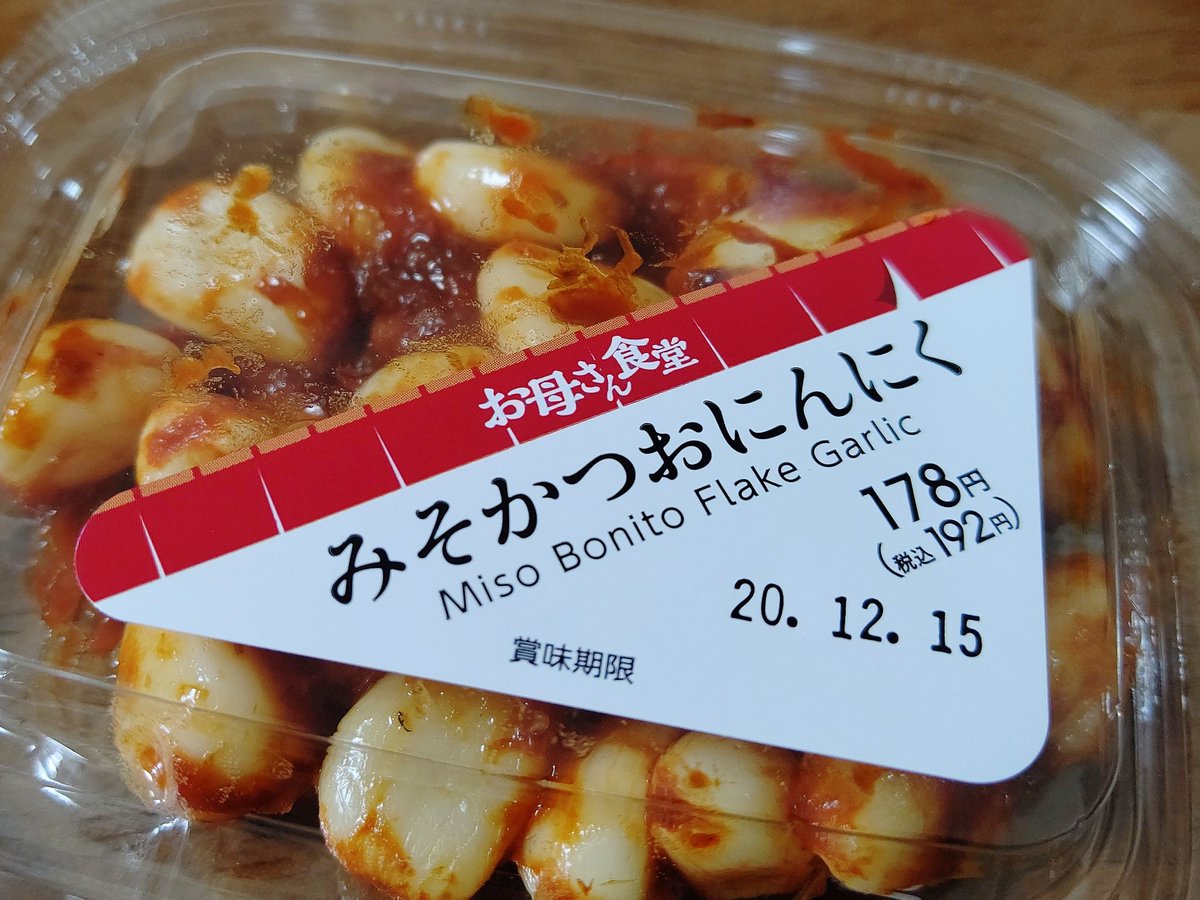 お母さん食堂
みそかつおにんにく
Miso Bonito Flake Garlic
178円
(税込192円)
20. 12. 15
賞味期限